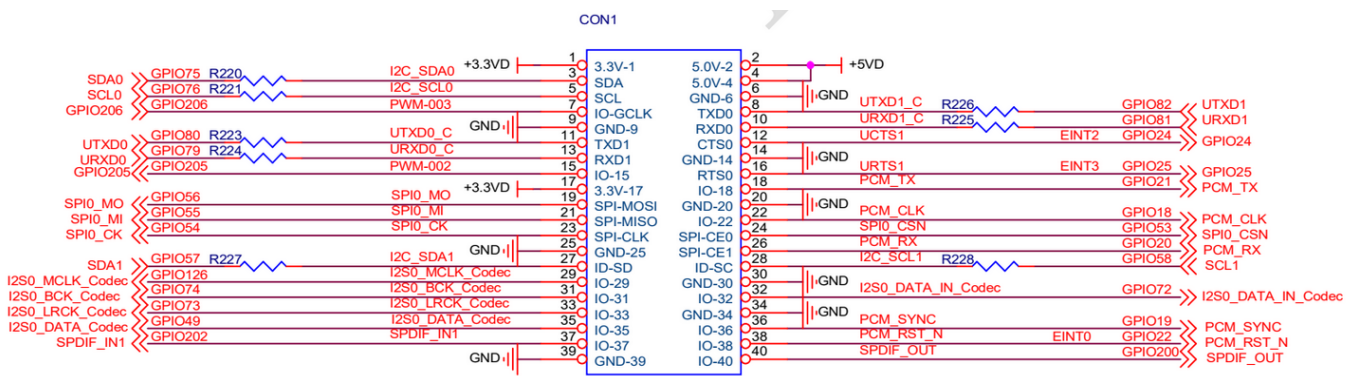 CON1
+3.3VD 1 3.3V-1 5.0V-2 2 +5VD
SDA0 GPIO75 R220 I2C_SDA0 3 SDA 5.0V-4 4
SCL0 GPIO76 R221 I2C_SCL0 5 SCL GND-6 6 GND
GPIO206 GPIO206 PWM-003 7 IO-GCLK TXD0 8 UTXD1_C R226 GPIO82 UTXD1
GND 9 GND-9 RXD0 10 URXD1_C R225 GPIO81 URXD1
UTXD0 GPIO80 R223 UTXD0_C 11 TXD1 CTS0 12 UCTS1 EINT2 GPIO24 GPIO24
URXD0 GPIO79 R224 URXD0_C 13 RXD1 GND-14 14 GND
GPIO205 GPIO205 PWM-002 15 IO-15 RTS0 16 URTS1 EINT3 GPIO25 GPIO25
+3.3VD 17 3.3V-17 IO-18 18 GPIO21 PCM_TX
SPI0_MO GPIO56 SPI0_MO 19 SPI-MOSI GND-20 20 GND
SPI0_MI GPIO55 SPI0_MI 21 SPI-MISO IO-22 22 PCM_CLK GPIO18 PCM_CLK
SPI0_CK GPIO54 SPI0_CK 23 SPI-CLK SPI-CE0 24 SPI0_CSN GPIO53 SPI0_CSN
GND 25 GND-25 SPI-CE1 26 PCM_RX GPIO20 PCM_RX
SDA1 GPIO57 R227 I2C_SDA1 27 ID-SD ID-SC 28 I2C_SCL1 R228 GPIO58 SCL1
I2S0_MCLK_Codec GPIO126 I2S0_MCLK_Codec 29 IO-29 GND-30 30 GND
I2S0_BCK_Codec GPIO74 I2S0_BCK_Codec 31 IO-31 IO-32 32 I2S0_DATA_IN_Codec GPIO72 I2S0_DATA_IN_Codec
I2S0_LRCK_Codec GPIO73 I2S0_LRCK_Codec 33 IO-33 GND-34 34 GND
I2S0_DATA_Codec GPIO49 I2S0_DATA_Codec 35 IO-35 IO-36 36 PCM_SYNC GPIO19 PCM_SYNC
SPDIF_IN1 GPIO202 SPDIF_IN1 37 IO-37 IO-38 38 PCM_RST_N EINT0 GPIO22 PCM_RST_N
GND 39 GND-39 IO-40 40 SPDIF_OUT GPIO200 SPDIF_OUT